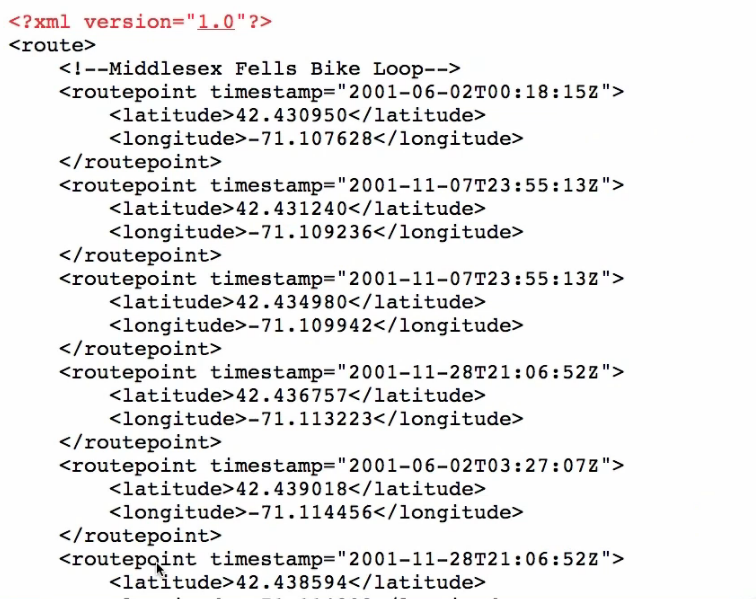 <?xml version="1.0"?>
<route>
<!--Middlesex Fells Bike Loop-->
<routepoint timestamp="2001-06-02T00:18:15Z">
<latitude>42.430950</latitude>
<longitude>-71.107628</longitude>
</routepoint>
<routepoint timestamp="2001-11-07T23:55:13Z">
<latitude>42.431240</latitude>
<longitude>-71.109236</longitude>
</routepoint>
<routepoint timestamp="2001-11-07T23:55:13Z">
<latitude>42.434980</latitude>
<longitude>-71.109942</longitude>
</routepoint>
<routepoint timestamp="2001-11-28T21:06:52Z">
<latitude>42.436757</latitude>
<longitude>-71.113223</longitude>
</routepoint>
<routepoint timestamp="2001-06-02T03:27:07Z">
<latitude>42.439018</latitude>
<longitude>-71.114456</longitude>
</routepoint>
<routepoint timestamp="2001-11-28T21:06:52Z">
<latitude>42.438594</latitude>